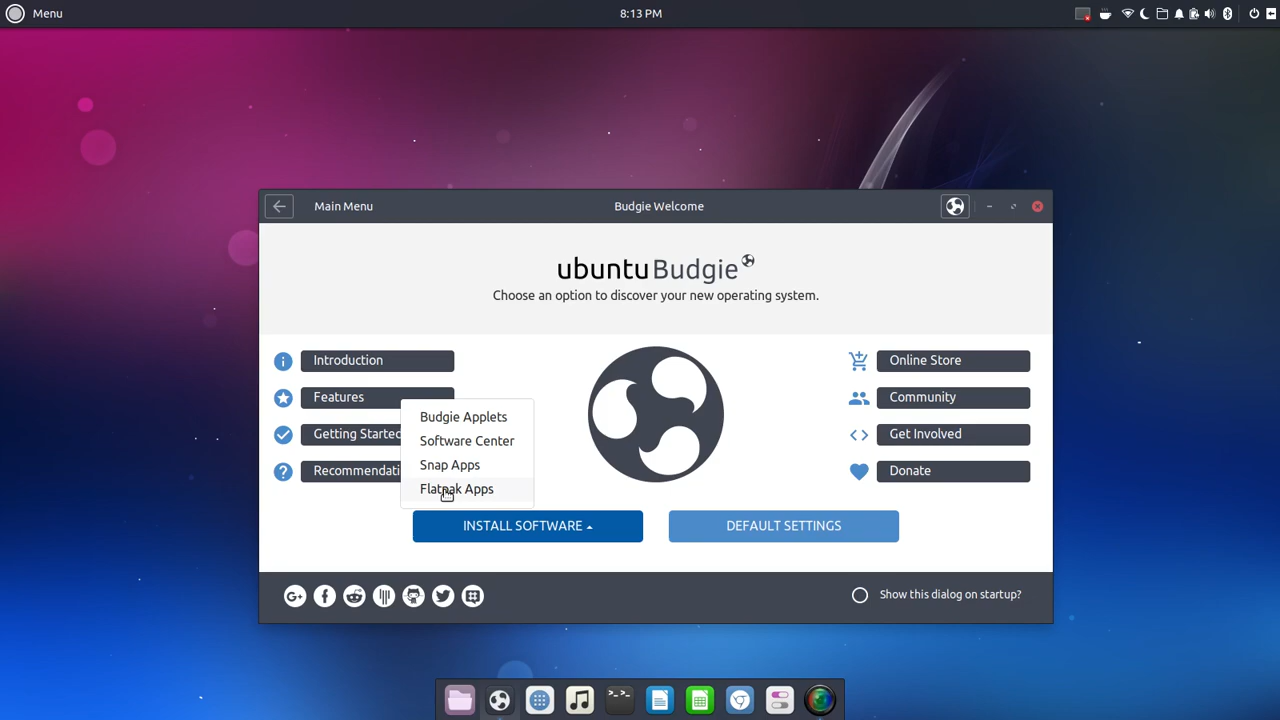 Menu
8:13 PM
Main Menu
Budgie Welcome
ubuntu Budgie
Choose an option to discover your new operating system.
Introduction
Features
Getting Started
Recommendati
Budgie Applets
Software Center
Snap Apps
Flatpak Apps
Online Store
Community
Get Involved
Donate
INSTALL SOFTWARE
DEFAULT SETTINGS
G+
Show this dialog on startup?
>_ >_